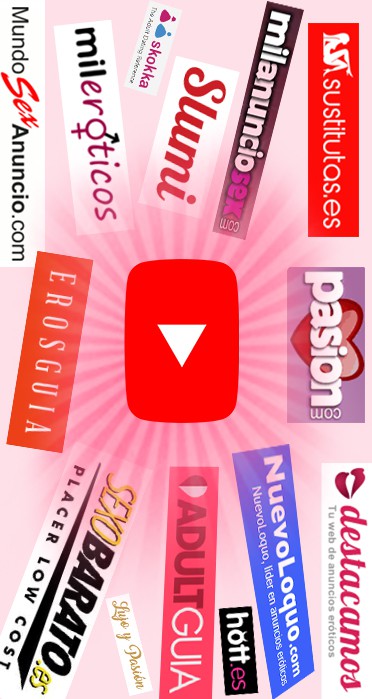 MundoSexAnuncio.com
mileróticos
skokka
The Adult Dating Reference
Slumi
milanunciosex
.com
sustitutas.es
EROSGUIA
pasion
.com
SEXOBARATO.ES
PLACER LOW COST
Lujo y Pasión
ADULTGUIA
hott.es
NuevoLoquo.com
NuevoLoquo, líder en anuncios eróticos
destacamos
Tu web de anuncios eróticos